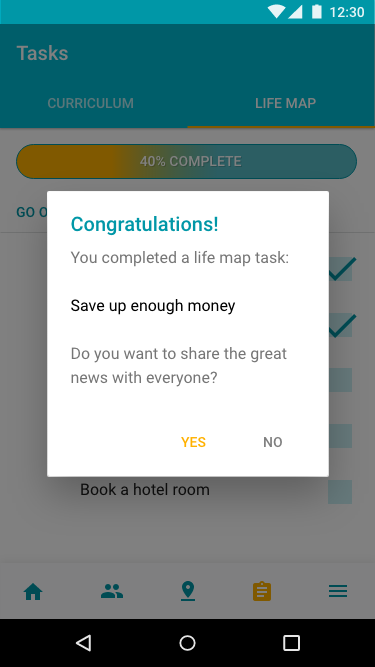 12:30
Tasks
CURRICULUM LIFE MAP
40% COMPLETE
GO O
Congratulations!
You completed a life map task:
Save up enough money
Do you want to share the great
news with everyone?
YES NO
Book a hotel room